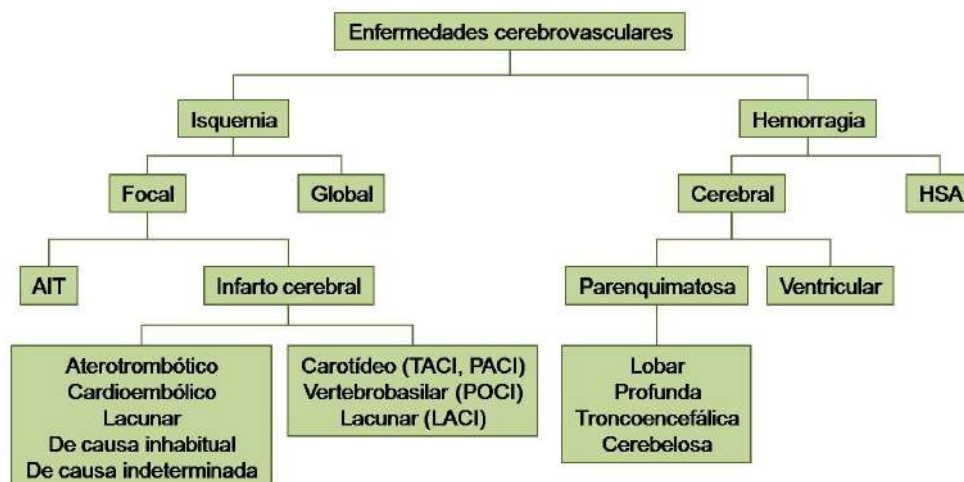 Enfermedades cerebrovasculares
Isquemia
Hemorragia
Focal
Global
Cerebral
HSA
AIT
Infarto cerebral
Parenquimatosa
Ventricular
Aterotrombótico
Cardioembólico
Lacunar
De causa inhabitual
De causa indeterminada
Carotídeo (TACI, PACI)
Vertebrobasilar (POCI)
Lacunar (LACI)
Lobar
Profunda
Troncoencefálica
Cerebelosa